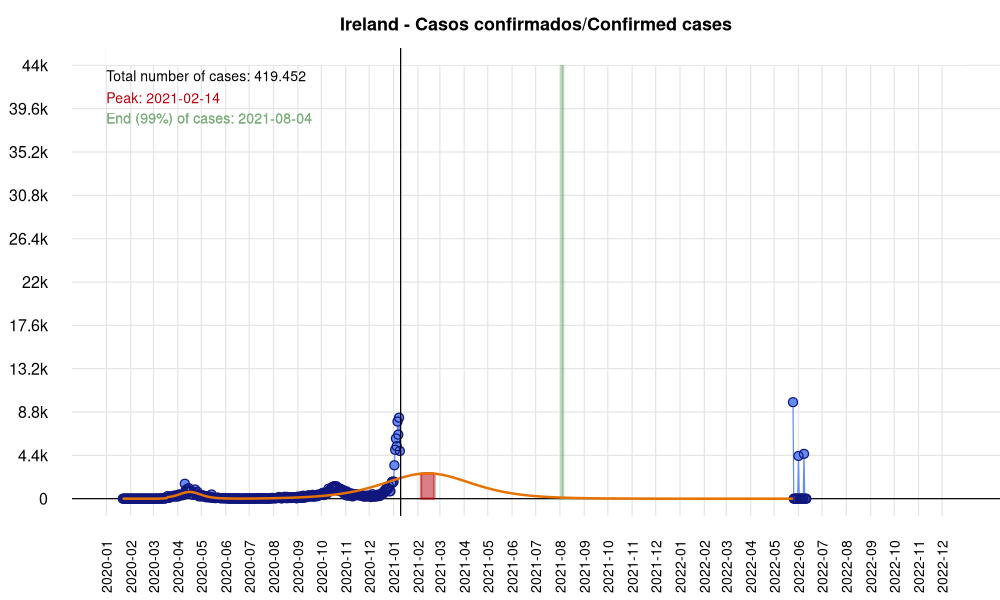 Ireland - Casos confirmados/Confirmed cases
Total number of cases: 419.452
Peak: 2021-02-14
End (99%) of cases: 2021-08-04
44k
39.6k
35.2k
30.8k
26.4k
22k
17.6k
13.2k
8.8k
4.4k
0
2020-01
2020-02
2020-03
2020-04
2020-05
2020-06
2020-07
2020-08
2020-09
2020-10
2020-11
2020-12
2021-01
2021-02
2021-03
2021-04
2021-05
2021-06
2021-07
2021-08
2021-09
2021-10
2021-11
2021-12
2022-01
2022-02
2022-03
2022-04
2022-05
2022-06
2022-07
2022-08
2022-09
2022-10
2022-11
2022-12